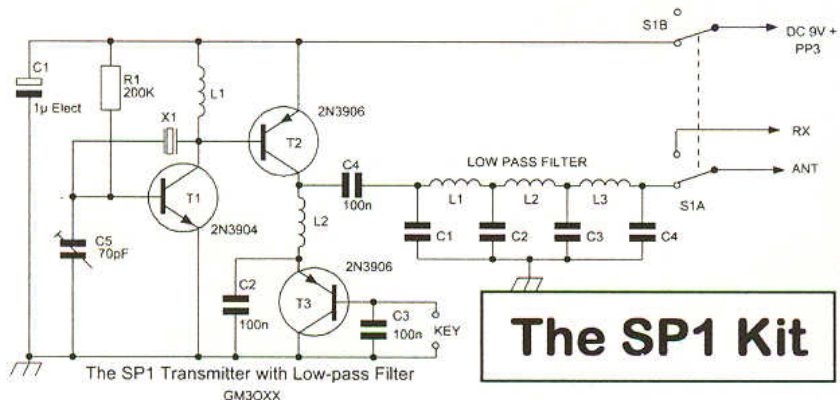 S1B
DC 9V +
PP3
C1
1µ Elect
R1
200K
L1
X1
2N3906
T2
RX
C4
100n
LOW PASS FILTER
ANT
T1
L1
L2
L3
S1A
2N3904
L2
C1
C2
C3
C4
C5
70pF
2N3906
C2
100n
T3
C3
100n
KEY
The SP1 Kit
The SP1 Transmitter with Low-pass Filter
GM3OXX